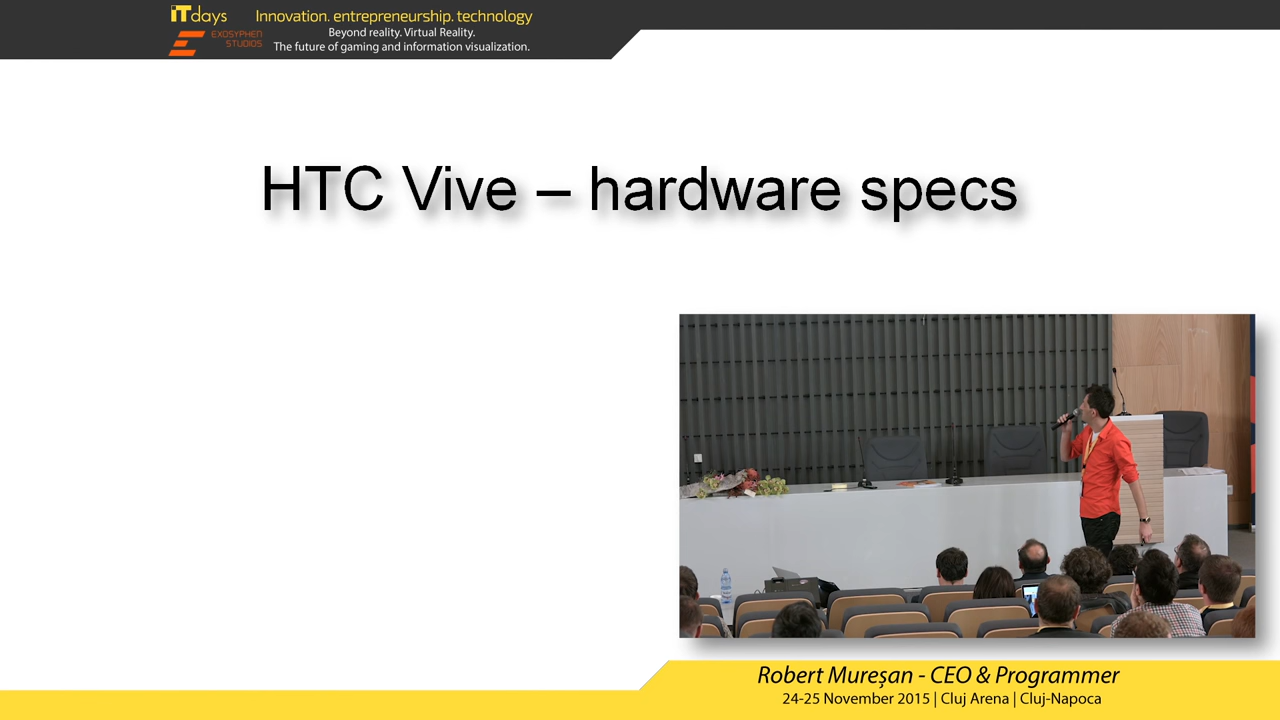 iTdays
Innovation. entrepreneurship. technology
EXOSYPHEN
STUDIOS
Beyond reality. Virtual Reality.
The future of gaming and information visualization.
HTC Vive – hardware specs
Robert Mureșan - CEO & Programmer
24-25 November 2015 | Cluj Arena | Cluj-Napoca